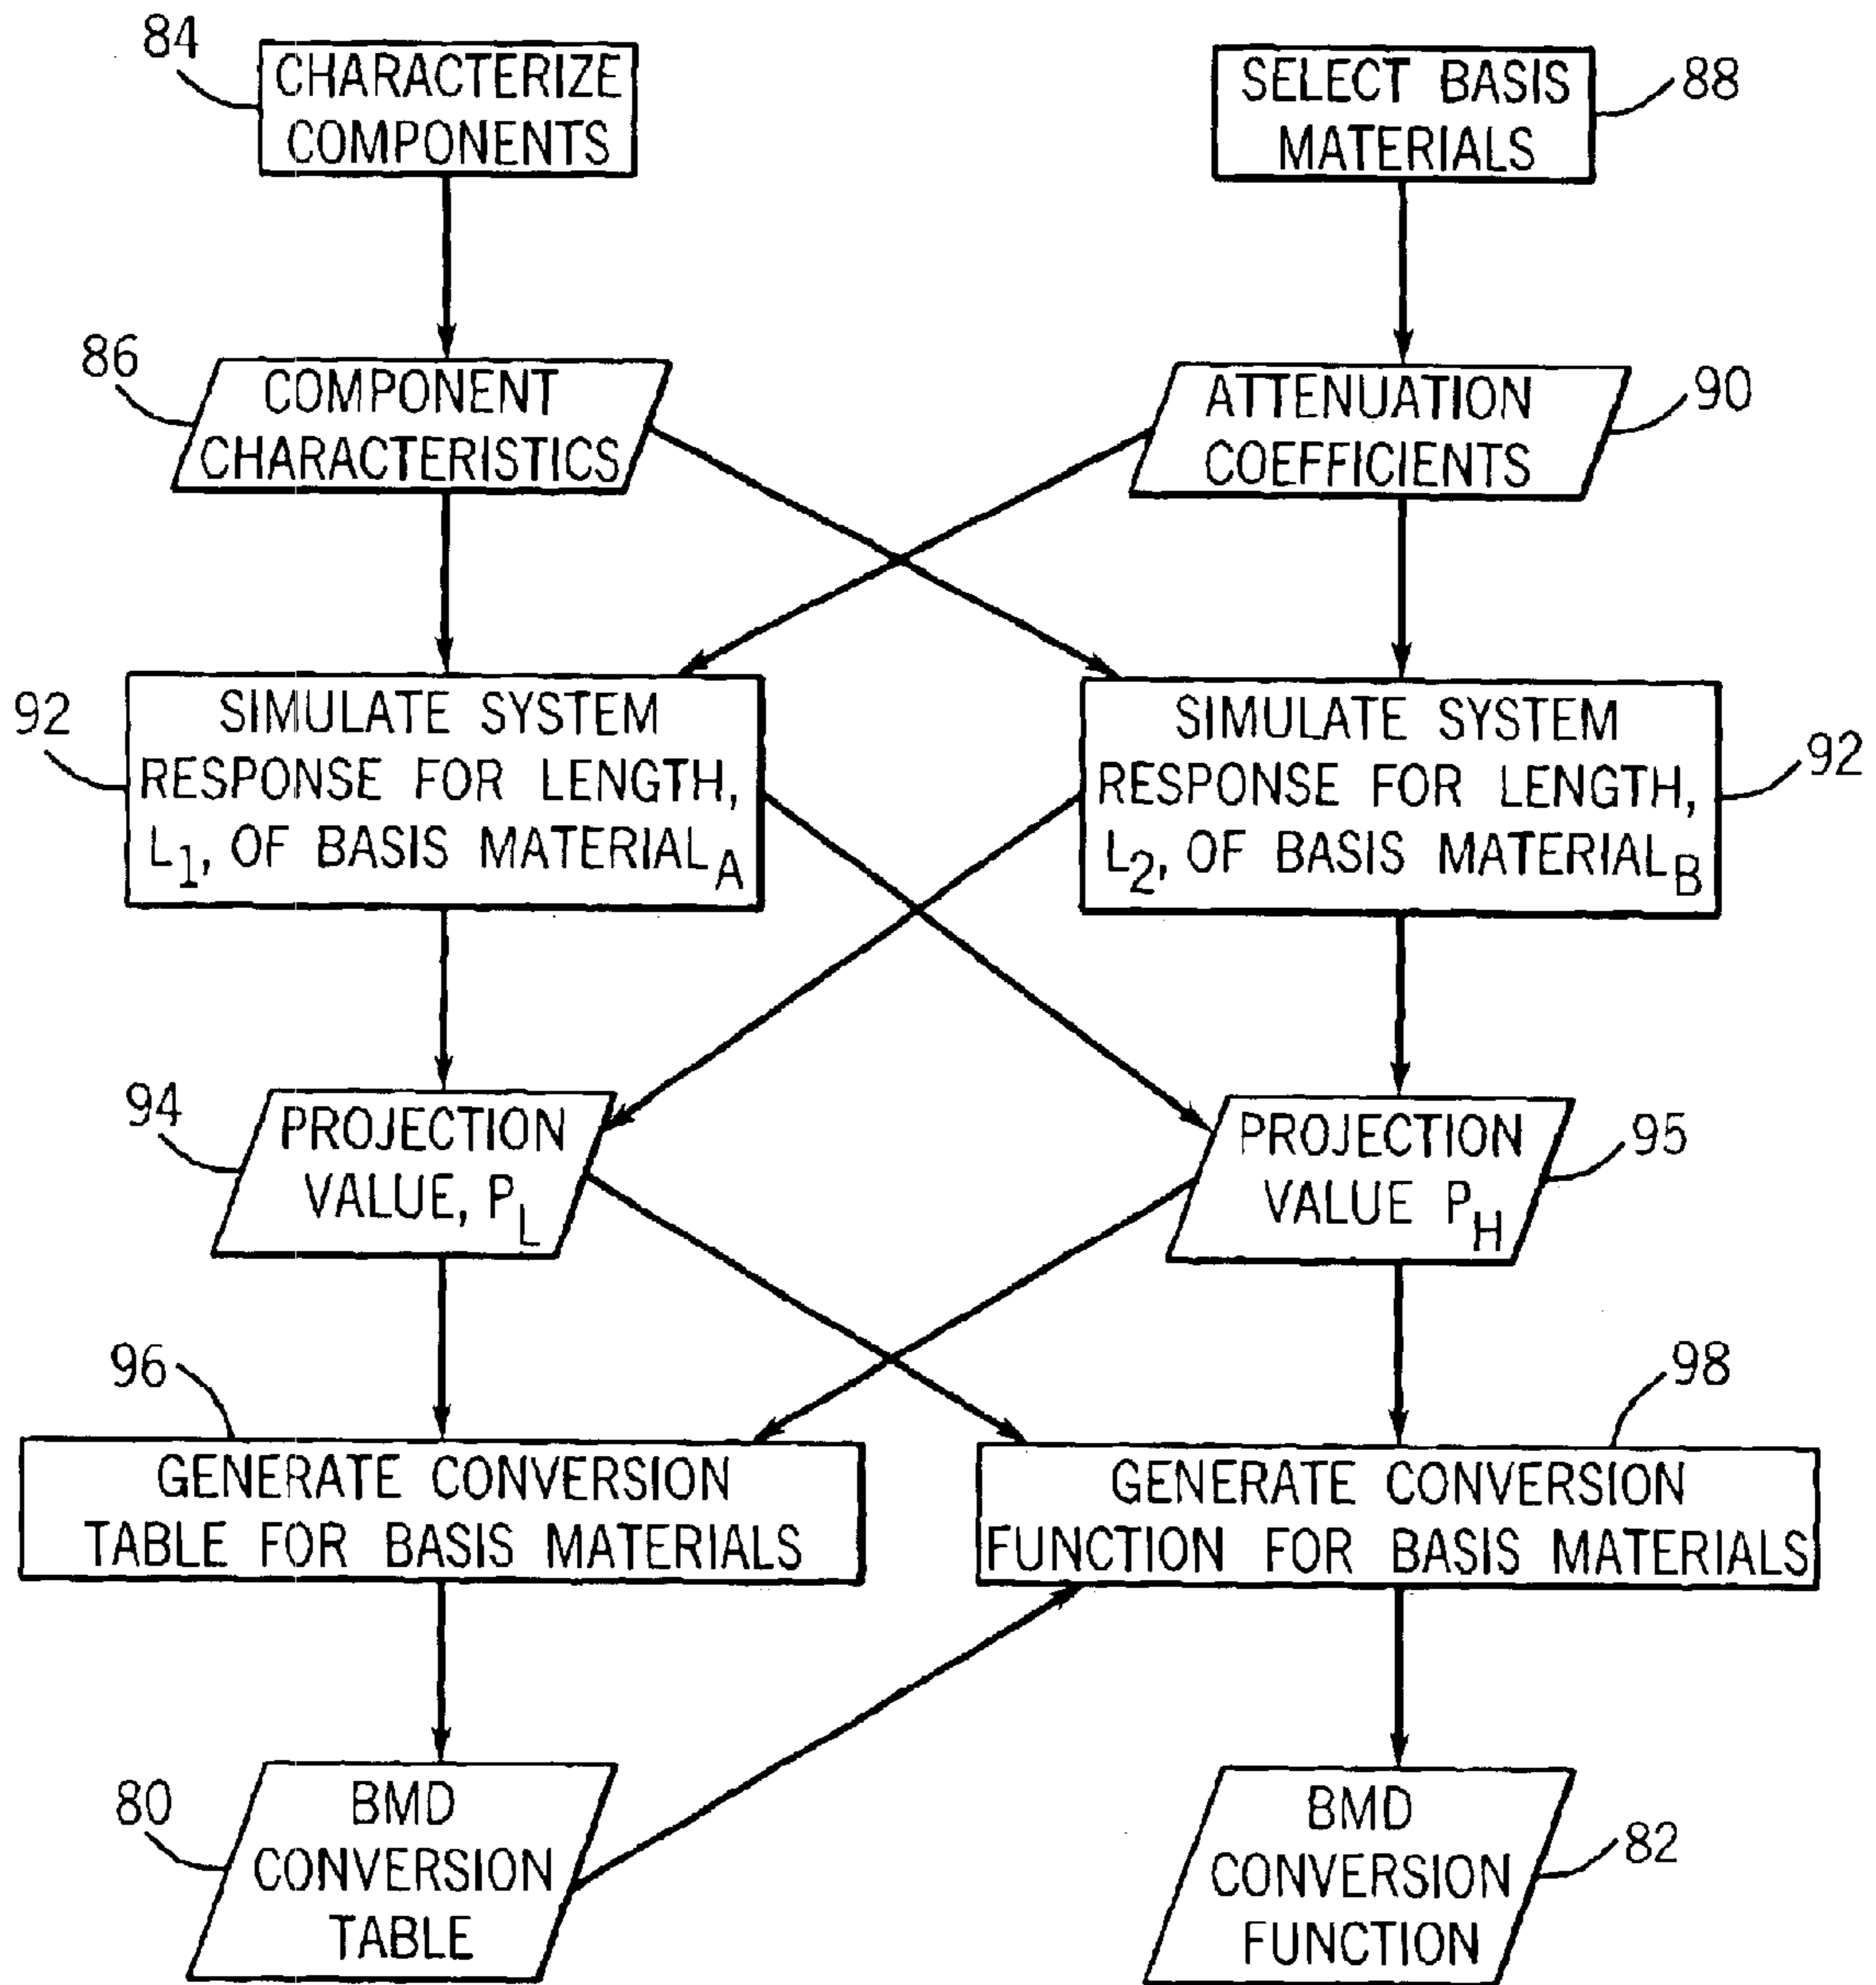 84
CHARACTERIZE
COMPONENTS
SELECT BASIS
MATERIALS
88
86
COMPONENT
CHARACTERISTICS
ATTENUATION
COEFFICIENTS
90
92
SIMULATE SYSTEM
RESPONSE FOR LENGTH,
L1, OF BASIS MATERIALA
SIMULATE SYSTEM
RESPONSE FOR LENGTH,
L2, OF BASIS MATERIALB
92
94
PROJECTION
VALUE, PL
PROJECTION
VALUE PH
95
96
GENERATE CONVERSION
TABLE FOR BASIS MATERIALS
98
GENERATE CONVERSION
FUNCTION FOR BASIS MATERIALS
80
BMD
CONVERSION
TABLE
BMD
CONVERSION
FUNCTION
82